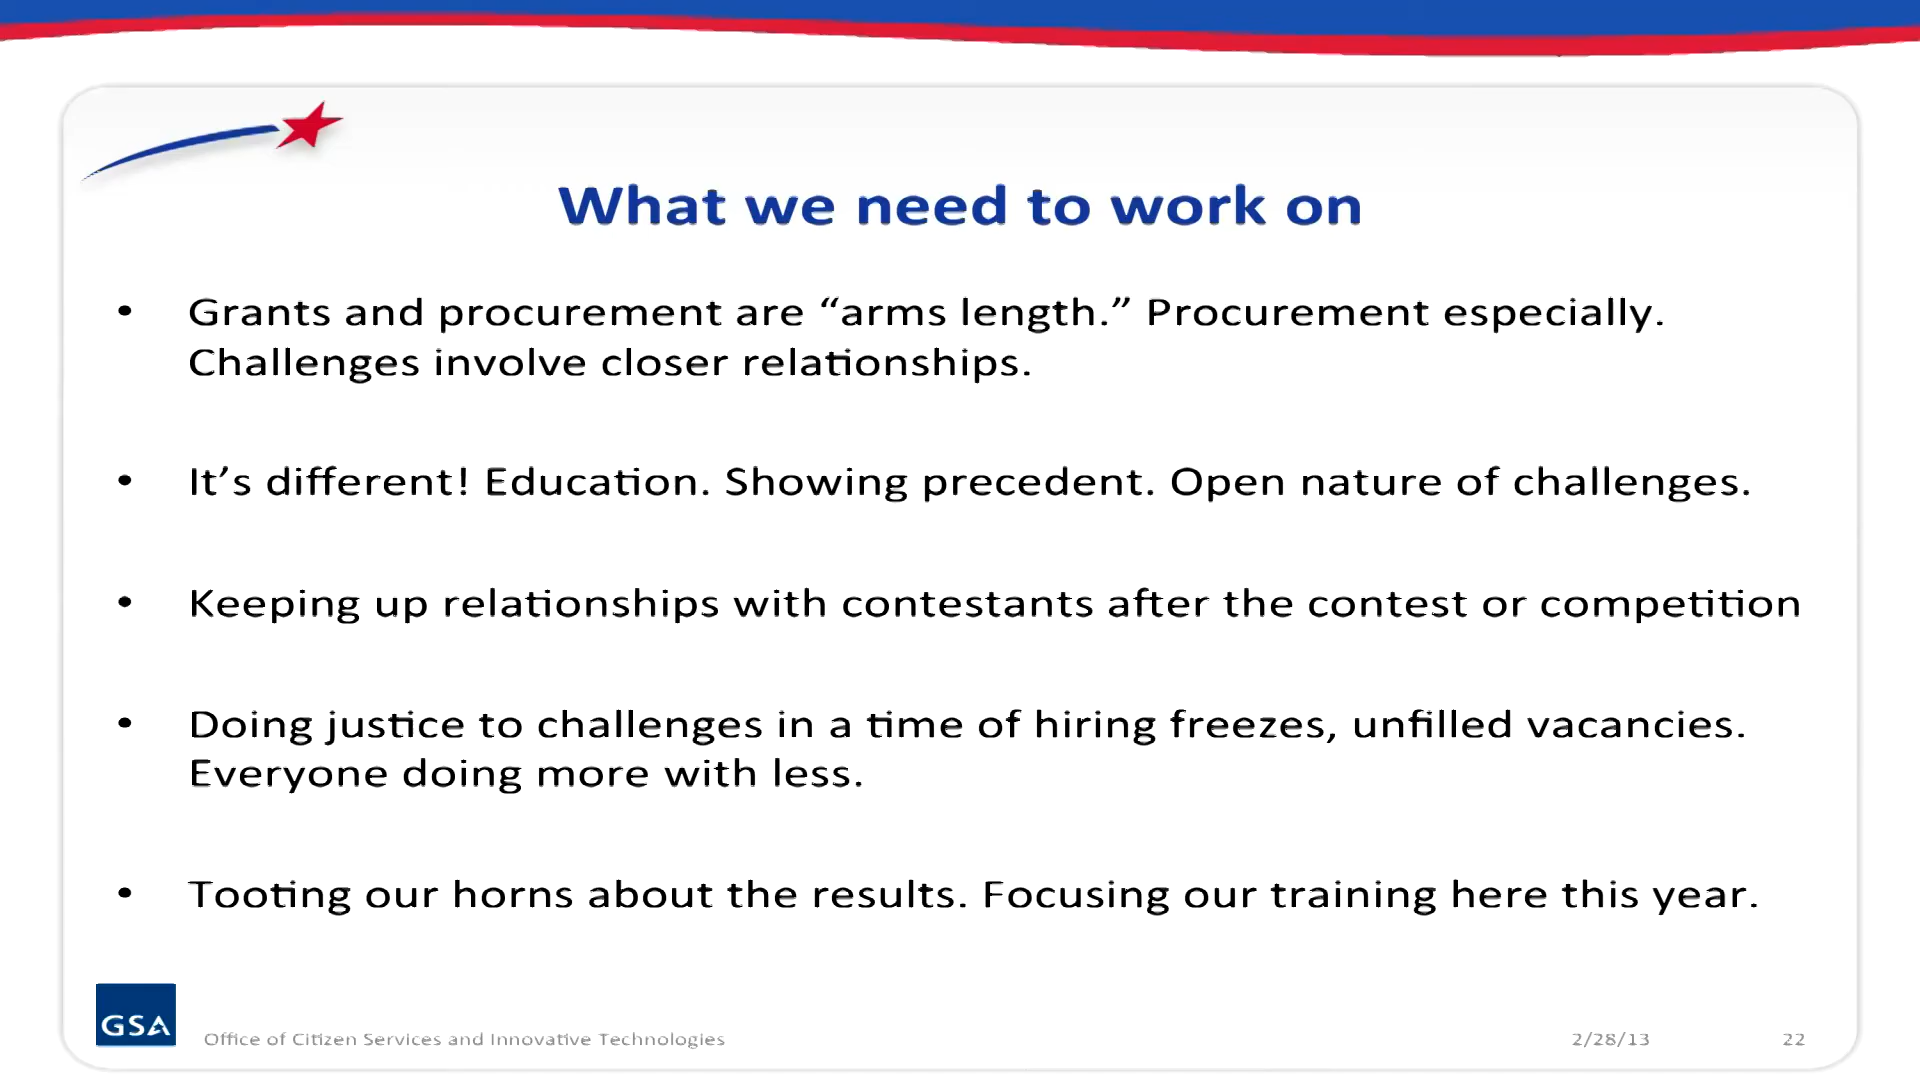 What we need to work on
• Grants and procurement are “arms length.” Procurement especially.
Challenges involve closer relationships.
• It’s different! Education. Showing precedent. Open nature of challenges.
• Keeping up relationships with contestants after the contest or competition
• Doing justice to challenges in a time of hiring freezes, unfilled vacancies.
Everyone doing more with less.
• Tooting our horns about the results. Focusing our training here this year.
GSA
Office of Citizen Services and Innovative Technologies
2/28/13
22